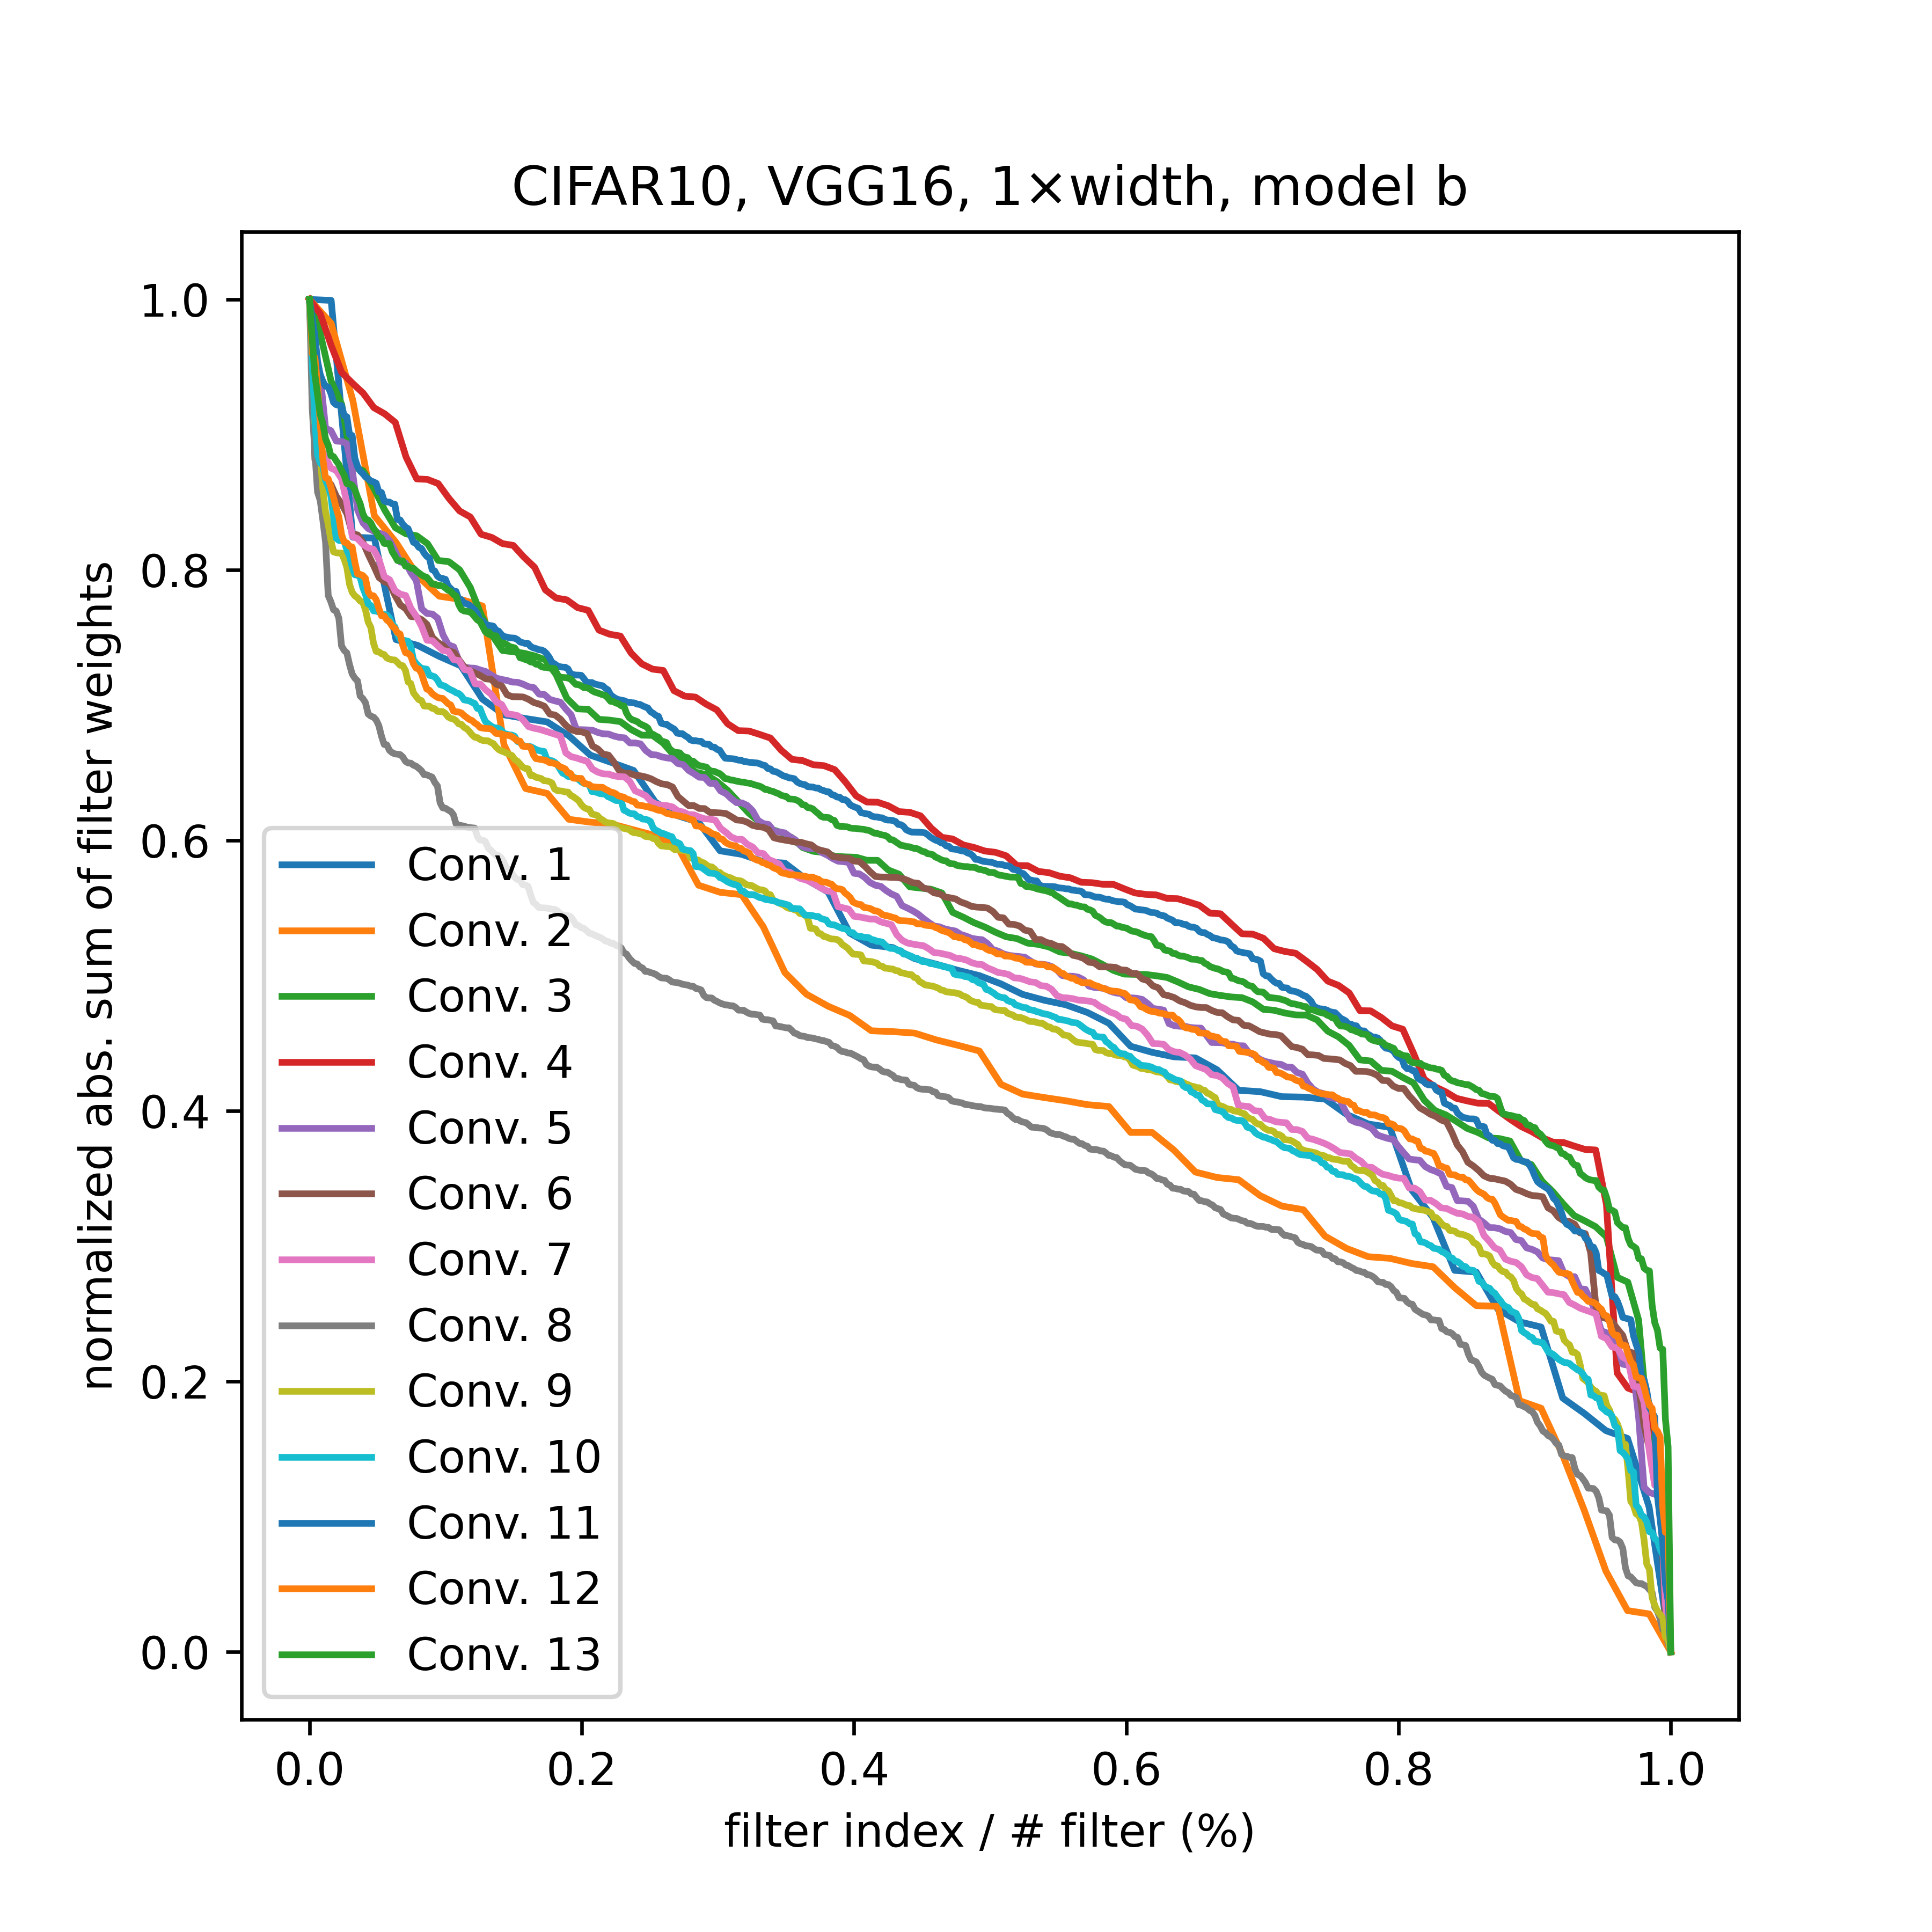 CIFAR10, VGG16, 1×width, model b
normalized abs. sum of filter weights
1.0
0.8
0.6
0.4
0.2
0.0
Conv. 1
Conv. 2
Conv. 3
Conv. 4
Conv. 5
Conv. 6
Conv. 7
Conv. 8
Conv. 9
Conv. 10
Conv. 11
Conv. 12
Conv. 13
0.0 0.2 0.4 0.6 0.8 1.0
filter index / # filter (%)